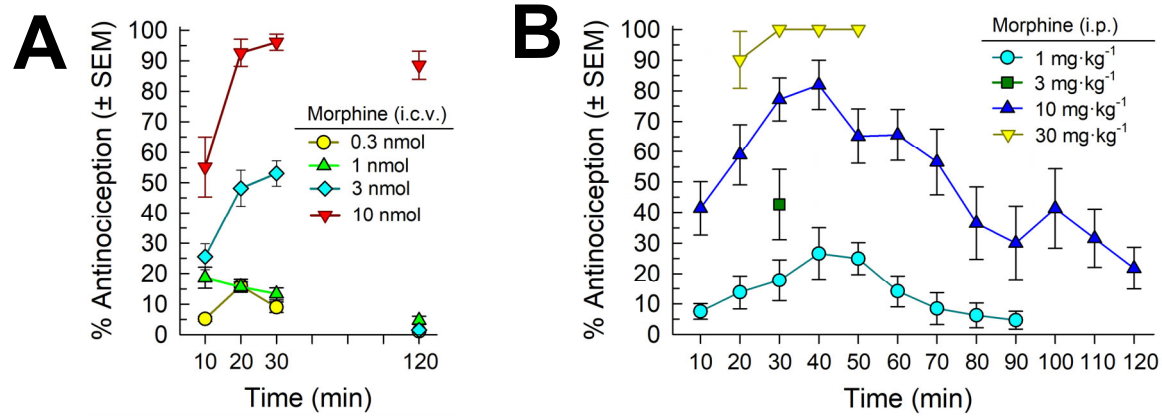 A
% Antinociception (± SEM)
100
90
80
70
60
50
40
30
20
10
0
10 20 30 120
Time (min)
Morphine (i.c.v.)
0.3 nmol
1 nmol
3 nmol
10 nmol
B
% Antinociception (± SEM)
100
90
80
70
60
50
40
30
20
10
0
10 20 30 40 50 60 70 80 90 100 110 120
Time (min)
Morphine (i.p.)
1 mg·kg⁻¹
3 mg·kg⁻¹
10 mg·kg⁻¹
30 mg·kg⁻¹